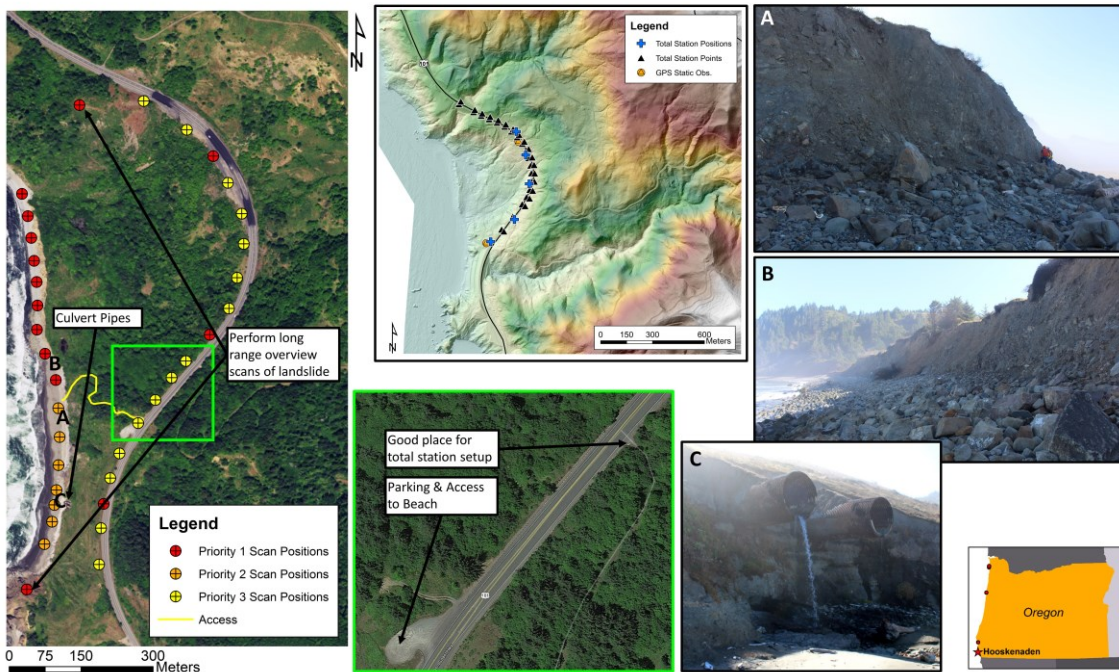 N
Culvert Pipes
Perform long
range overview
scans of landslide
B
A
C
Legend
Priority 1 Scan Positions
Priority 2 Scan Positions
Priority 3 Scan Positions
Access
0 75 150 300
Meters
Legend
Total Station Positions
Total Station Points
GPS Static Obs.
101
N
0 150 300 600
Meters
Good place for
total station setup
Parking & Access
to Beach
101
A
B
C
Oregon
Hooskenaden